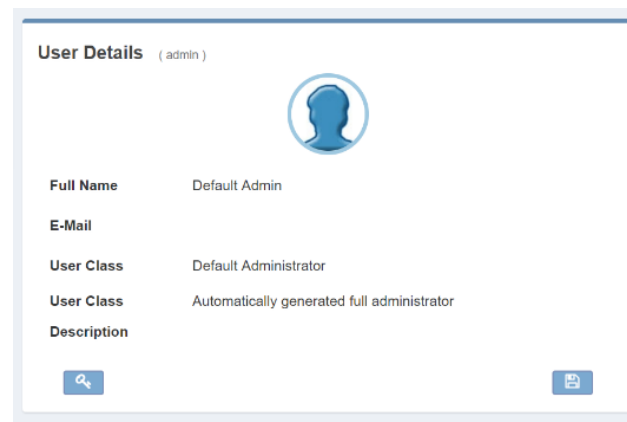 User Details ( admin )
Full Name Default Admin
E-Mail
User Class Default Administrator
User Class Automatically generated full administrator
Description